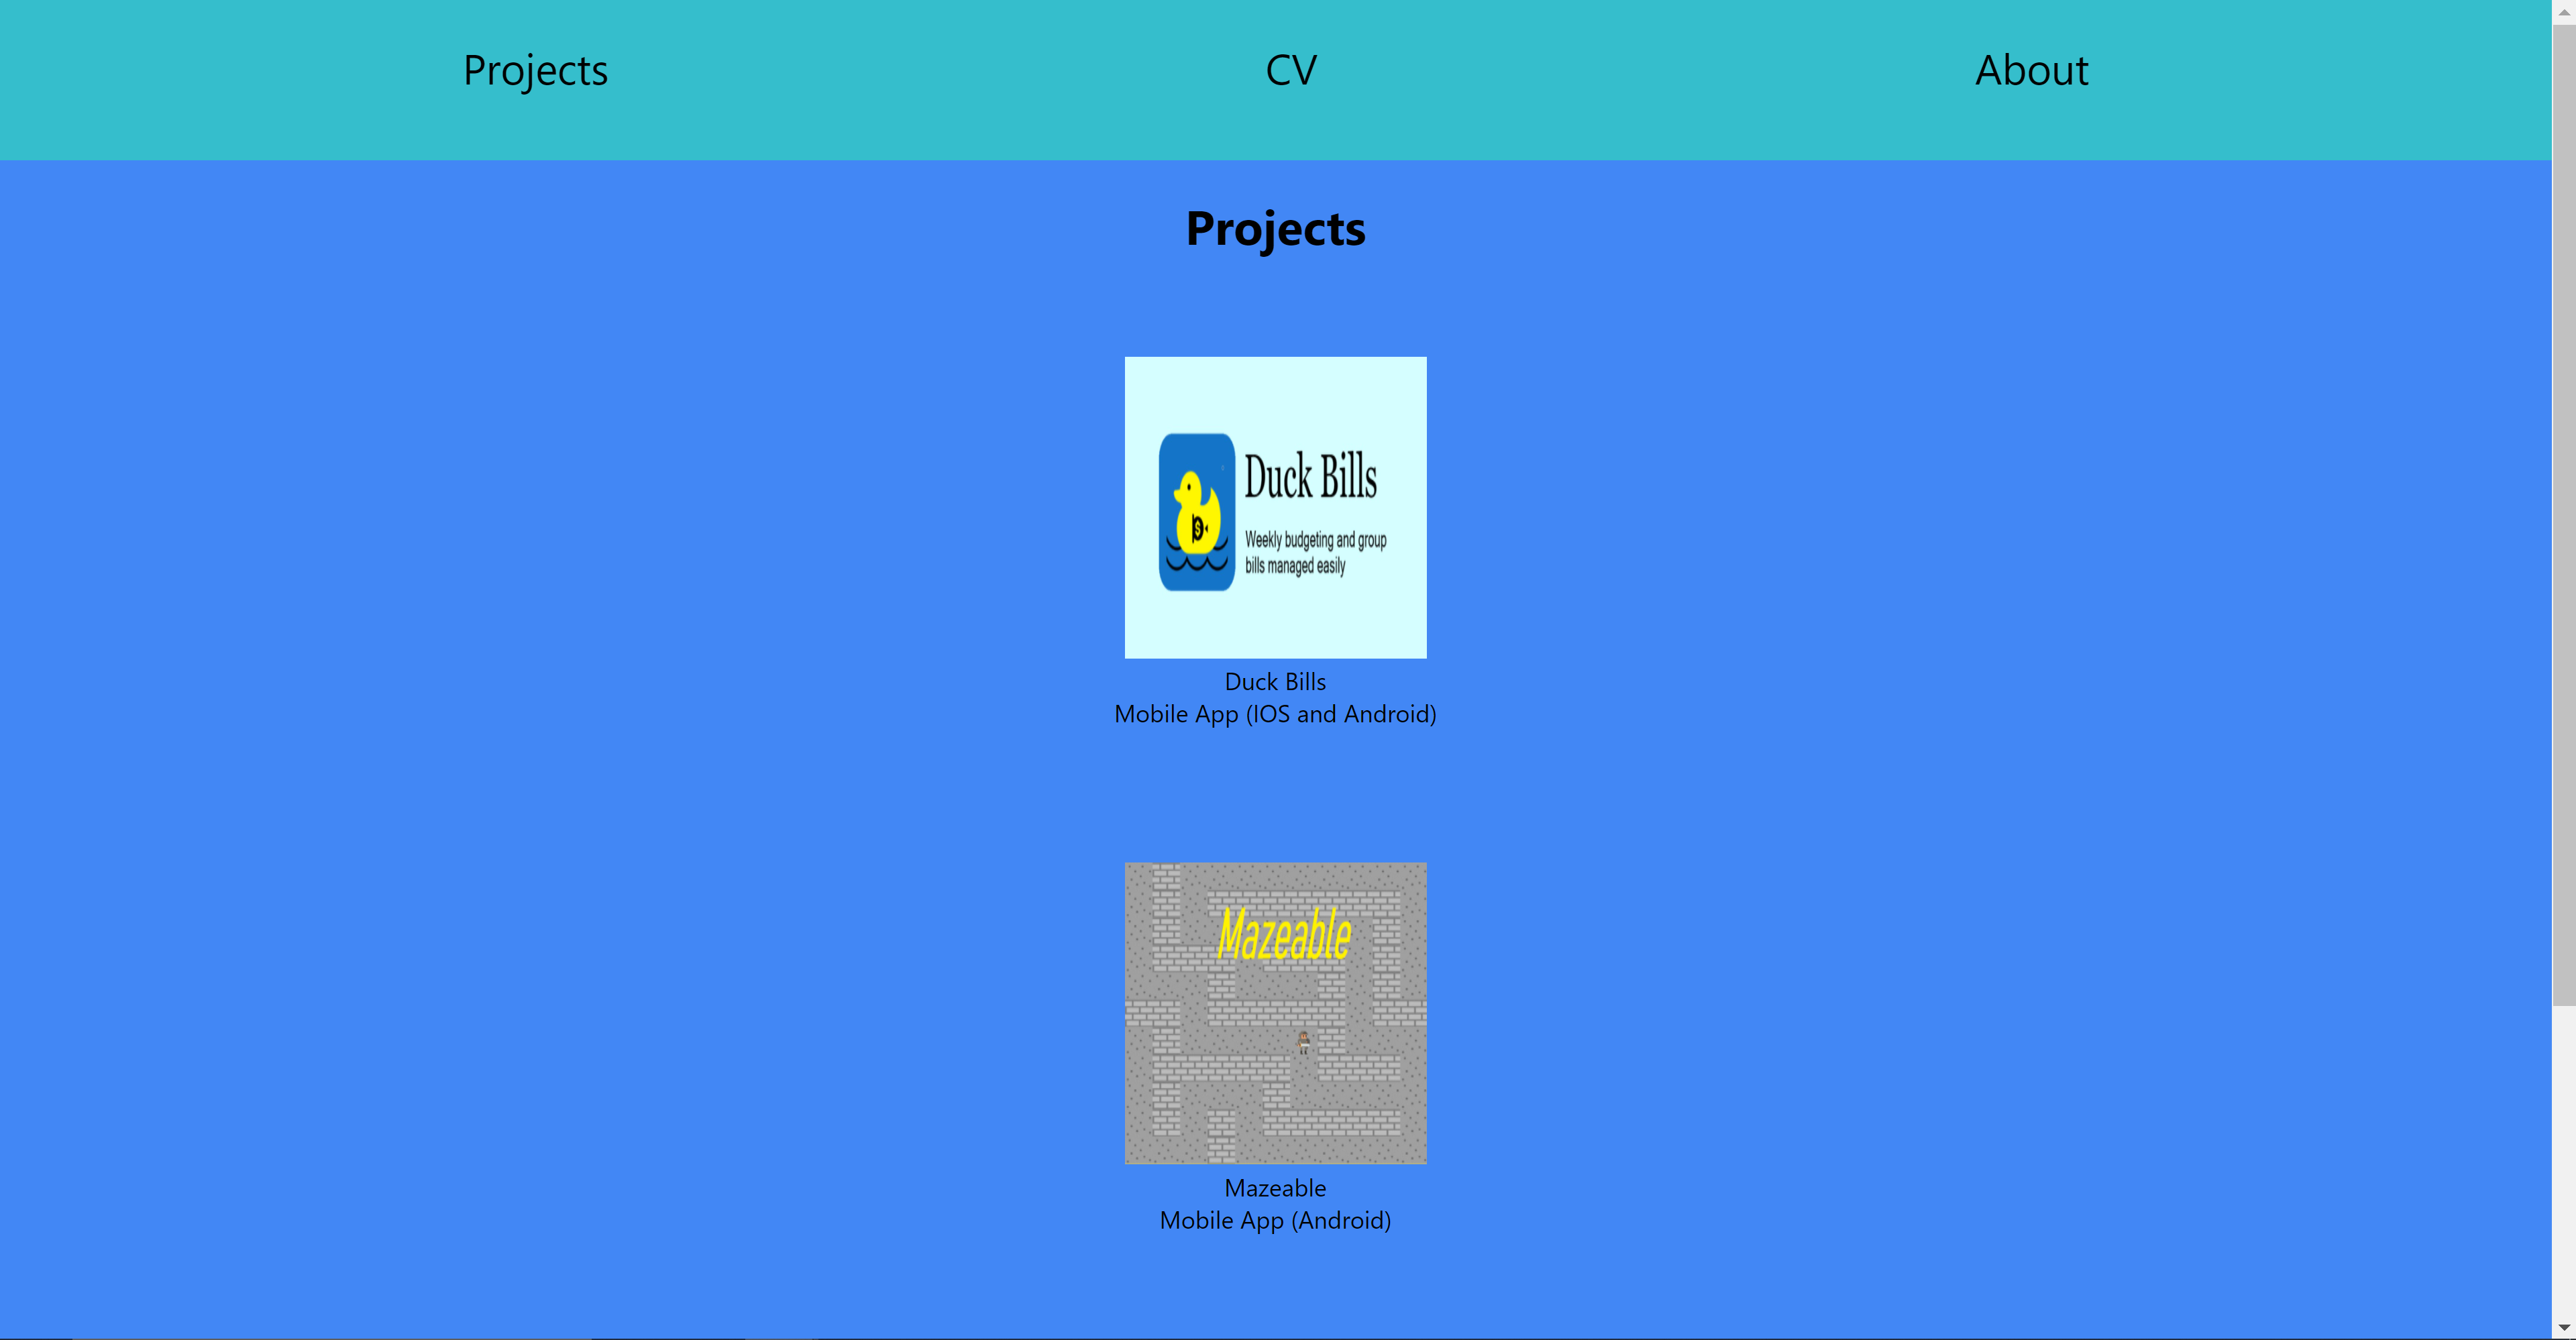 Projects
CV
About
Projects
Duck Bills
Weekly budgeting and group
bills managed easily
Duck Bills
Mobile App (IOS and Android)
Mazeable
Mazeable
Mobile App (Android)